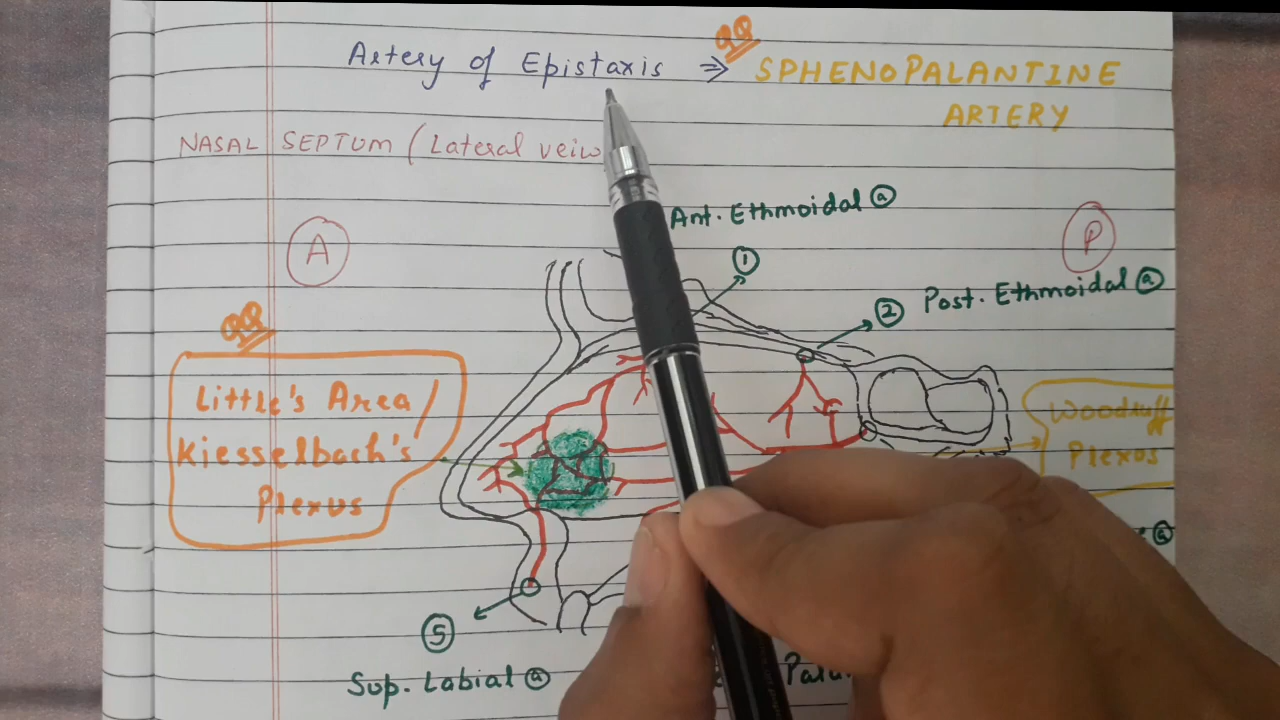 Artery of Epistaxis ⇒ SPHENOPALANTINE
ARTERY
NASAL SEPTUM (Lateral veiw
Ant. Ethmoidal ⓐ
A
P
①
② Post. Ethmoidal ⓐ
Little's Area/
Kiesselbach's
Plexus
Woodruff
Plexus
ⓐ
⑤
Sup. Labial ⓐ